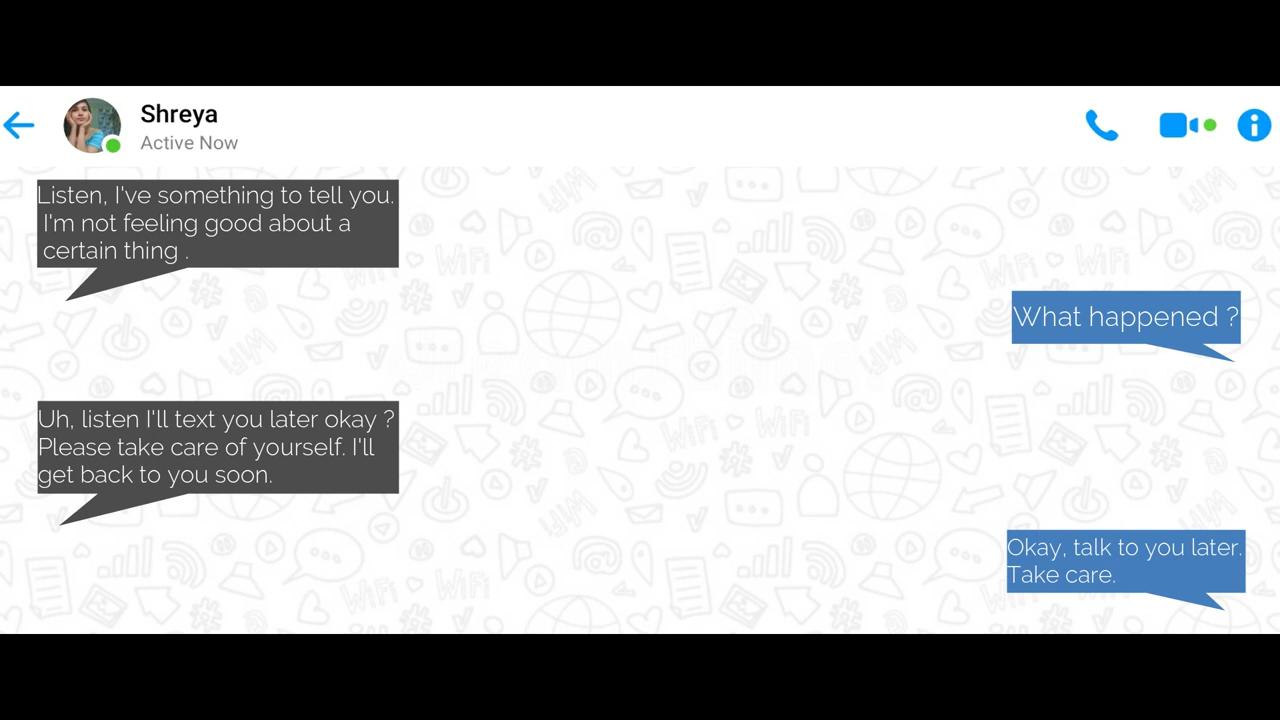 Shreya
Active Now
Listen, I've something to tell you.
I'm not feeling good about a
certain thing .
What happened ?
Uh, listen I'll text you later okay ?
Please take care of yourself. I'll
get back to you soon.
Okay, talk to you later.
Take care.